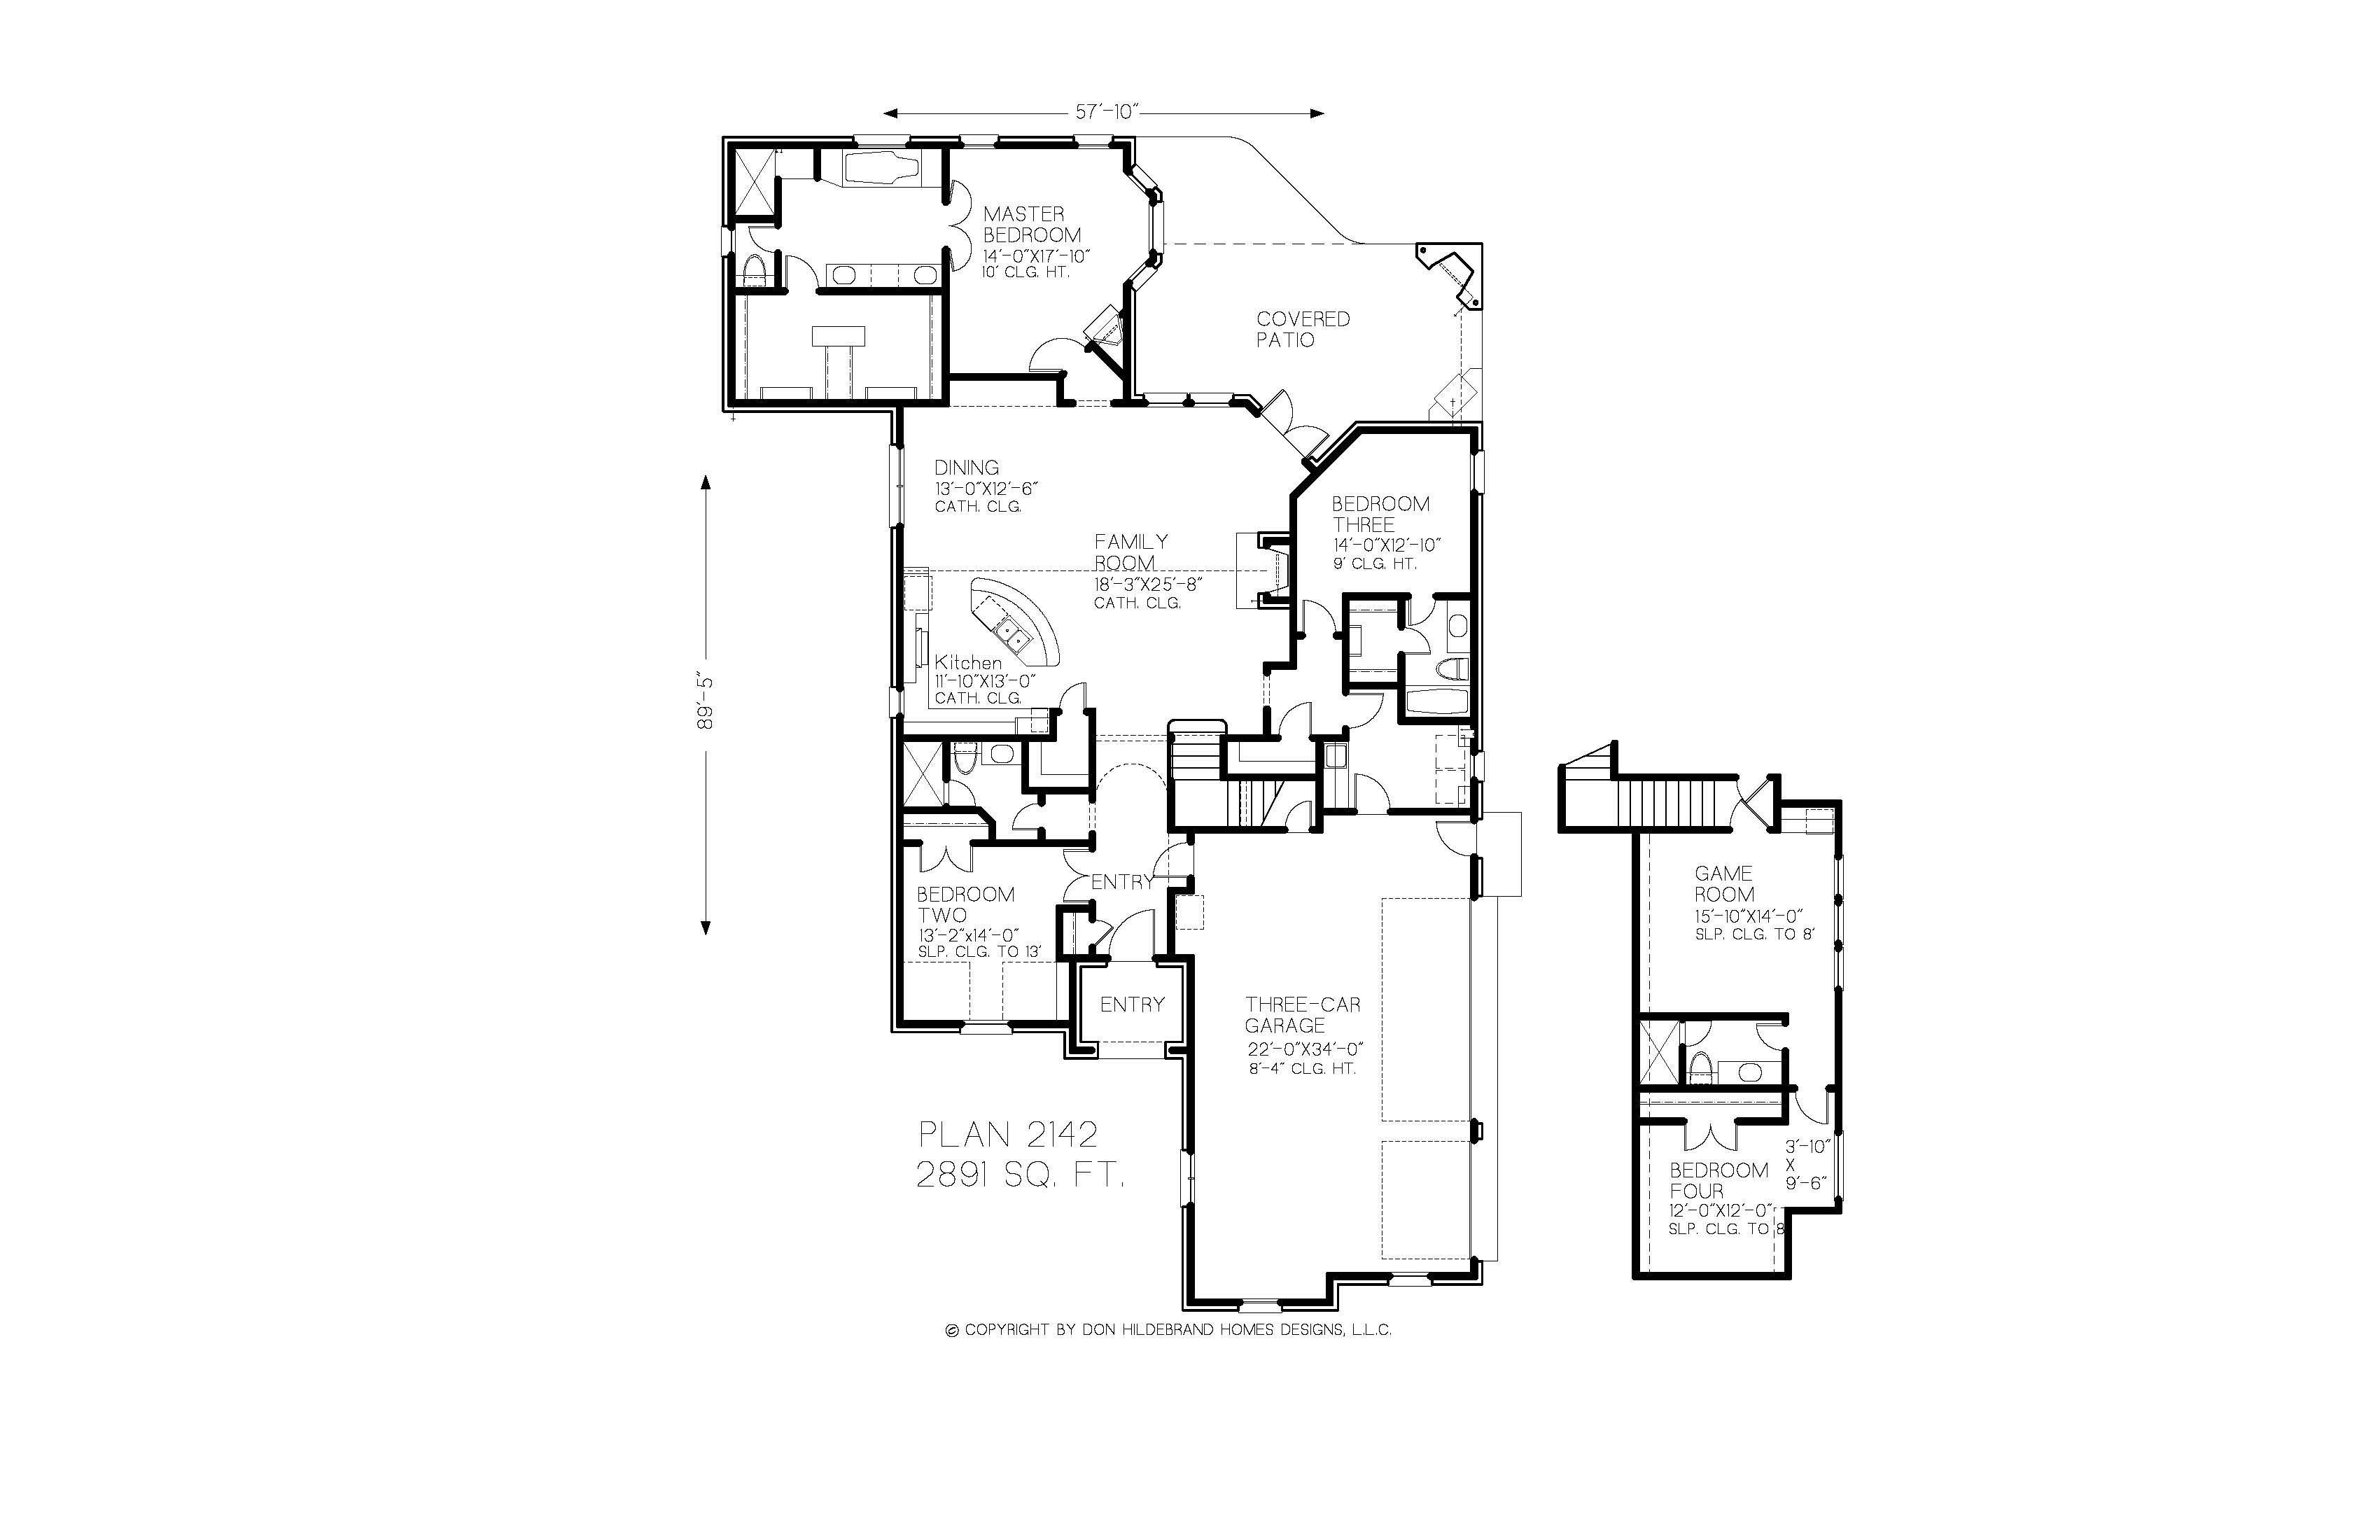 57'-10"
MASTER
BEDROOM
14'-0"X17'-10"
10' CLG. HT.
COVERED
PATIO
DINING
13'-0"X12'-6"
CATH. CLG.
FAMILY
ROOM
18'-3"X25'-8"
CATH. CLG.
BEDROOM
THREE
14'-0"X12'-10"
9' CLG. HT.
Kitchen
11'-10"X13'-0"
CATH. CLG.
89'-5"
ENTRY
BEDROOM
TWO
13'-2"x14'-0"
SLP. CLG. TO 13'
ENTRY
THREE-CAR
GARAGE
22'-0"X34'-0"
8'-4" CLG. HT.
GAME
ROOM
15'-10"X14'-0"
SLP. CLG. TO 8'
3'-10"
X
9'-6"
BEDROOM
FOUR
12'-0"X12'-0"
SLP. CLG. TO 8
PLAN 2142
2891 SQ. FT.
© COPYRIGHT BY DON HILDEBRAND HOMES DESIGNS, L.L.C.